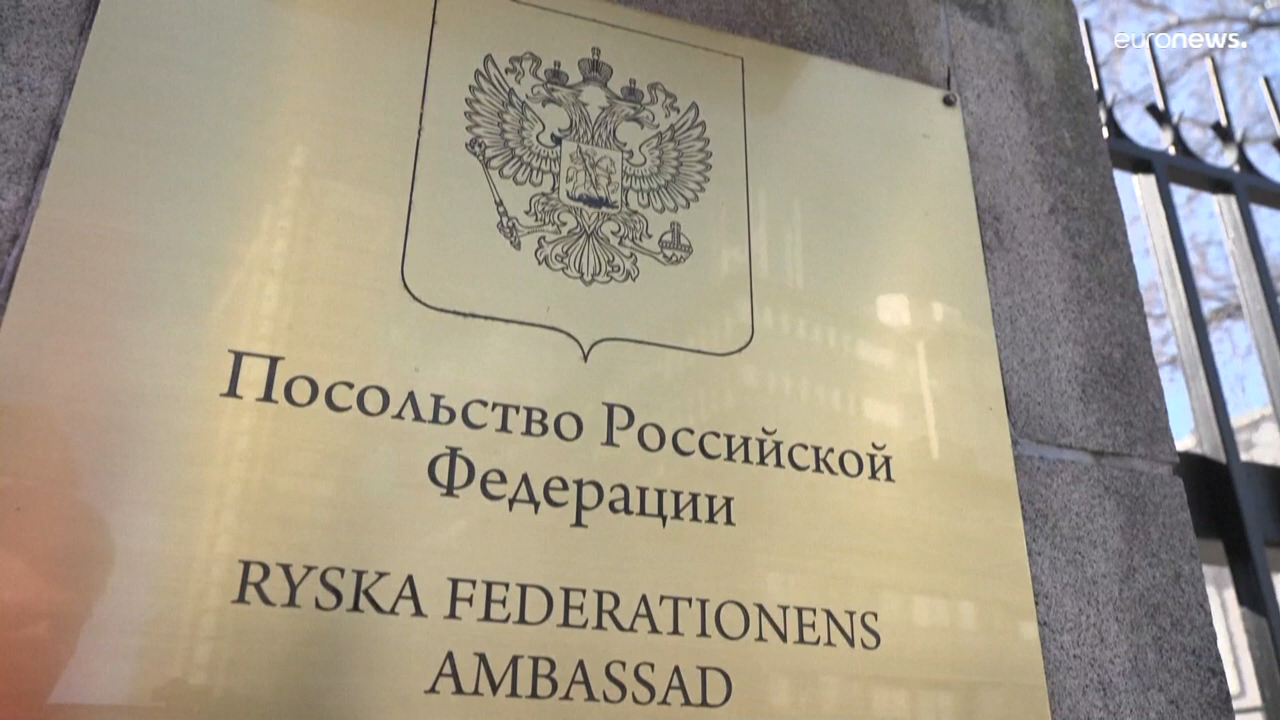 euronews.
Посольство Российской
Федерации
RYSKA FEDERATIONENS
AMBASSAD